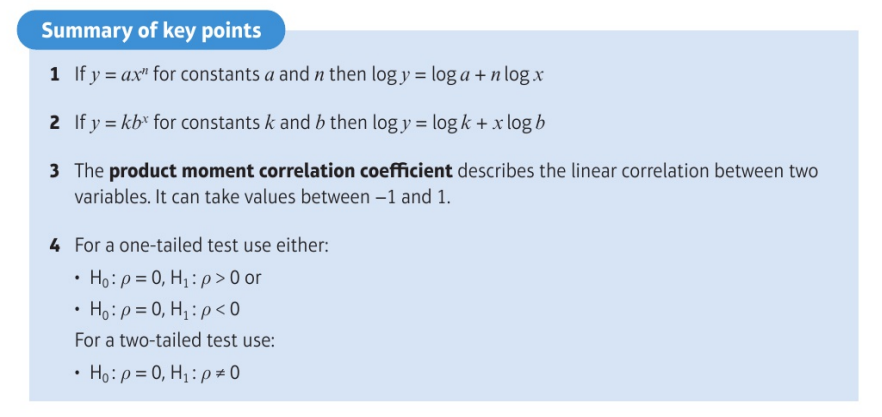 Summary of key points
1 If y = axⁿ for constants a and n then log y = log a + n log x
2 If y = kbˣ for constants k and b then log y = log k + x log b
3 The product moment correlation coefficient describes the linear correlation between two
variables. It can take values between −1 and 1.
4 For a one-tailed test use either:
• H₀: ρ = 0, H₁: ρ > 0 or
• H₀: ρ = 0, H₁: ρ < 0
For a two-tailed test use:
• H₀: ρ = 0, H₁: ρ ≠ 0